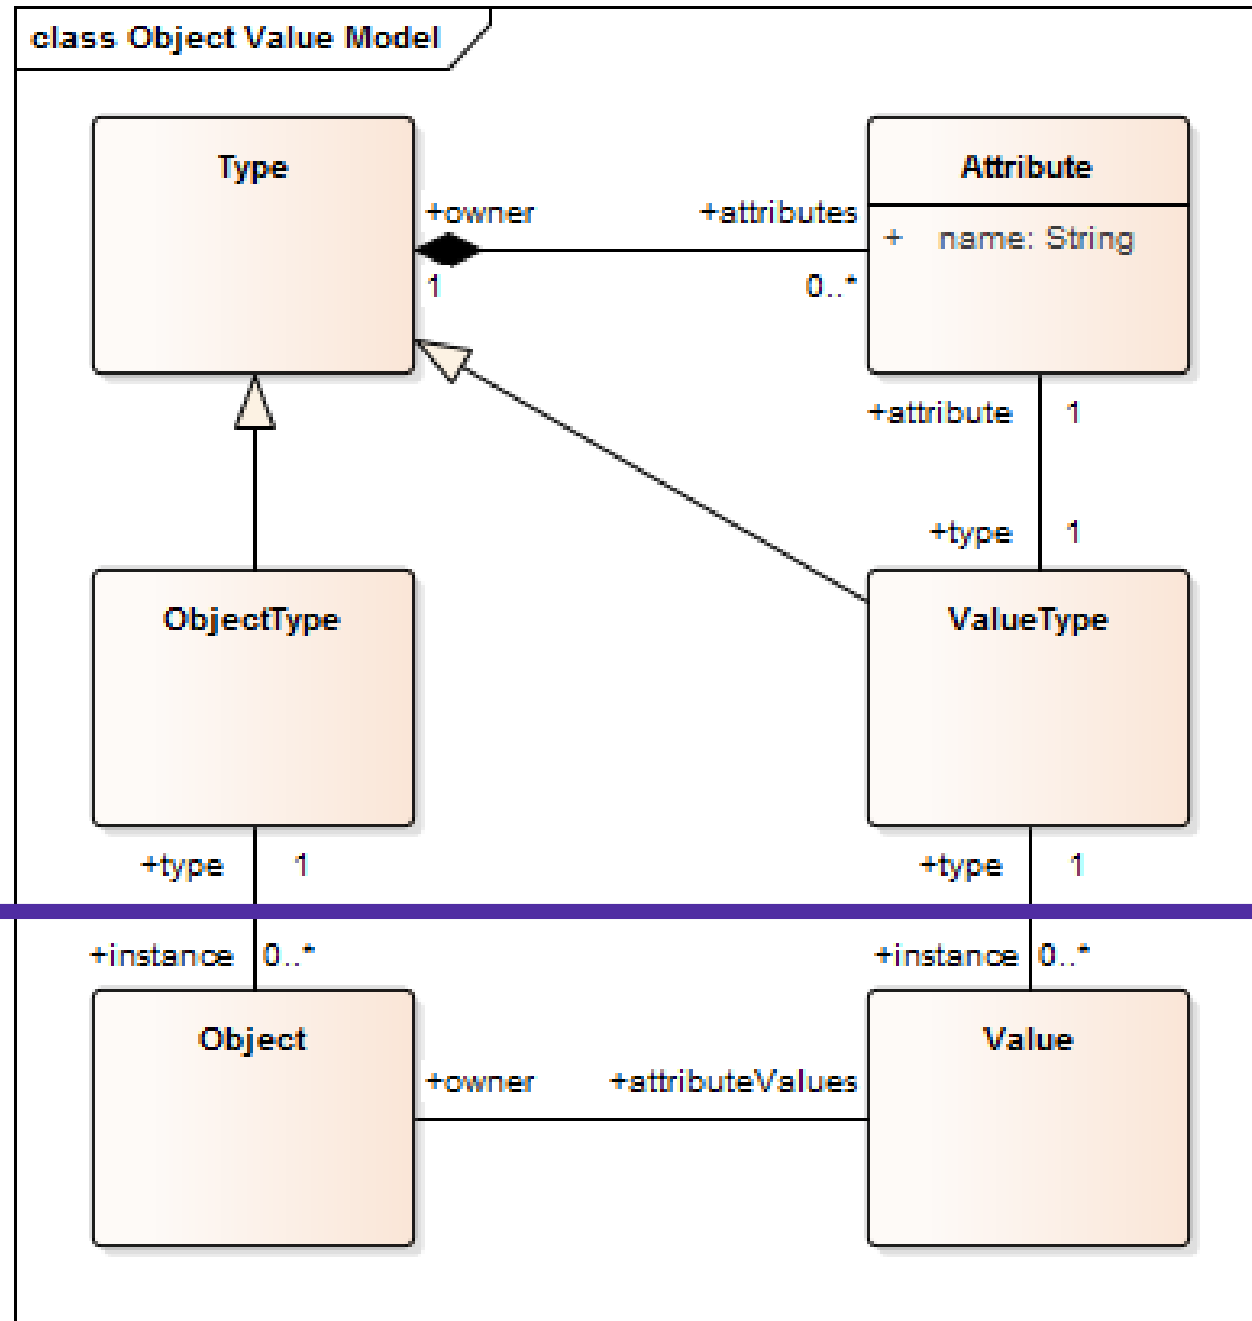 class Object Value Model
Type
Attribute
+owner
+attributes
+ name: String
1
0..*
+attribute 1
+type 1
ObjectType
ValueType
+type 1
+type 1
+instance 0..*
+instance 0..*
Object
Value
+owner
+attributeValues